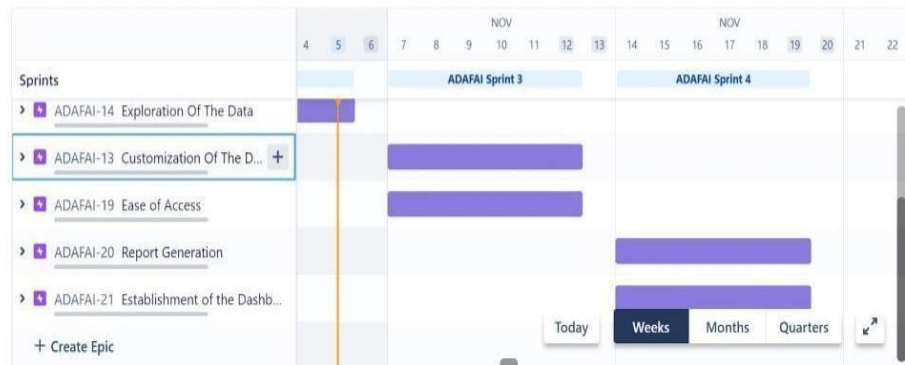 NOV NOV
4 5 6 7 8 9 10 11 12 13 14 15 16 17 18 19 20 21 22
Sprints ADAFAI Sprint 3 ADAFAI Sprint 4
ADAFAI-14 Exploration Of The Data
ADAFAI-13 Customization Of The D... +
ADAFAI-19 Ease of Access
ADAFAI-20 Report Generation
ADAFAI-21 Establishment of the Dashb...
Today Weeks Months Quarters
+ Create Epic